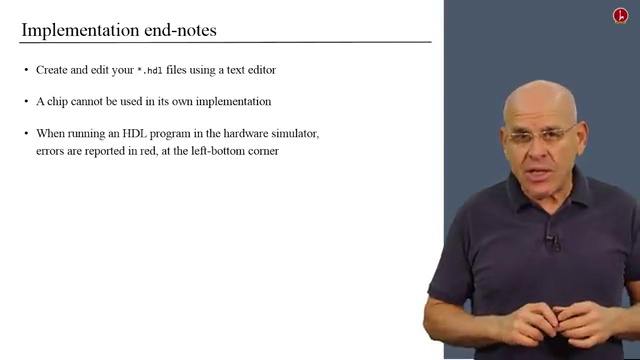 Implementation end-notes
• Create and edit your *.hdl files using a text editor
• A chip cannot be used in its own implementation
• When running an HDL program in the hardware simulator,
errors are reported in red, at the left-bottom corner